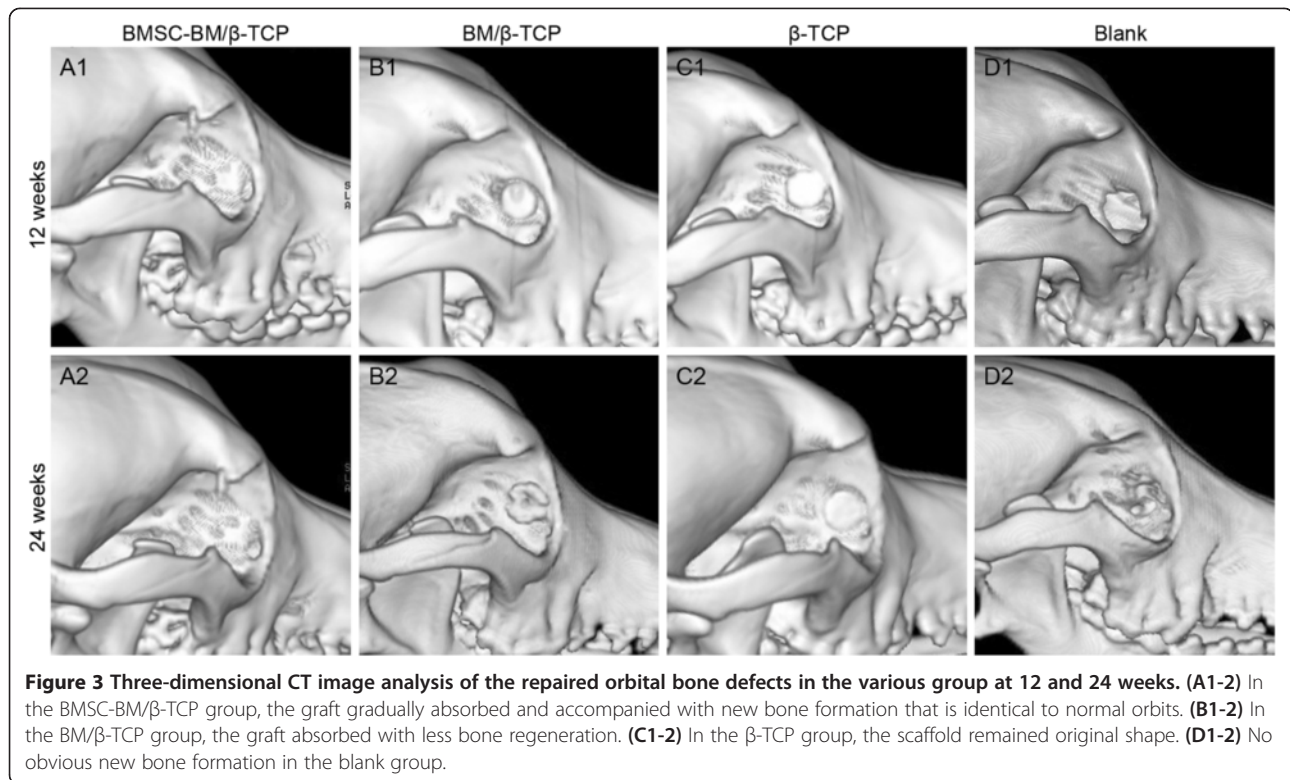 BMSC-BM/β-TCP BM/β-TCP β-TCP Blank
A1 B1 C1 D1
12 weeks
S
L
A
A2 B2 C2 D2
24 weeks
S
L
A
Figure 3 Three-dimensional CT image analysis of the repaired orbital bone defects in the various group at 12 and 24 weeks. (A1-2) In
the BMSC-BM/β-TCP group, the graft gradually absorbed and accompanied with new bone formation that is identical to normal orbits. (B1-2) In
the BM/β-TCP group, the graft absorbed with less bone regeneration. (C1-2) In the β-TCP group, the scaffold remained original shape. (D1-2) No
obvious new bone formation in the blank group.